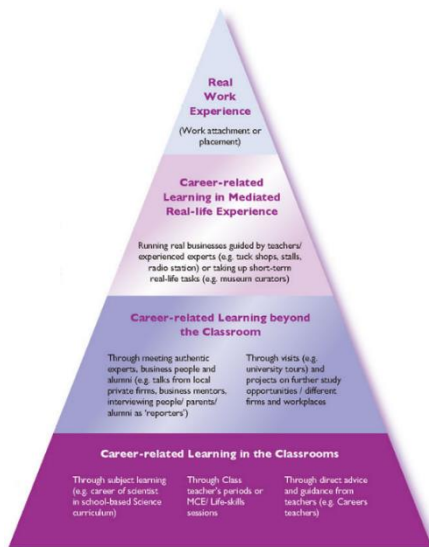 Real
Work
Experience
(Work attachment or
placement)
Career-related
Learning in Mediated
Real-life Experience
Running real businesses guided by teachers/
experienced experts (e.g. tuck shops, stalls,
radio station) or taking up short-term
real-life tasks (e.g. museum curators)
Career-related Learning beyond
the Classroom
Through meeting authentic
experts, business people and
alumni (e.g. talks from local
private firms, business mentors,
interviewing people/ parents/
alumni as 'reporters')
Through visits (e.g.
university tours) and
projects on further study
opportunities / different
firms and workplaces
Career-related Learning in the Classrooms
Through subject learning
(e.g. career of scientist
in school-based Science
curriculum)
Through Class
teacher's periods or
MCE/ Life-skills
sessions
Through direct advice
and guidance from
teachers (e.g. Careers
teachers)